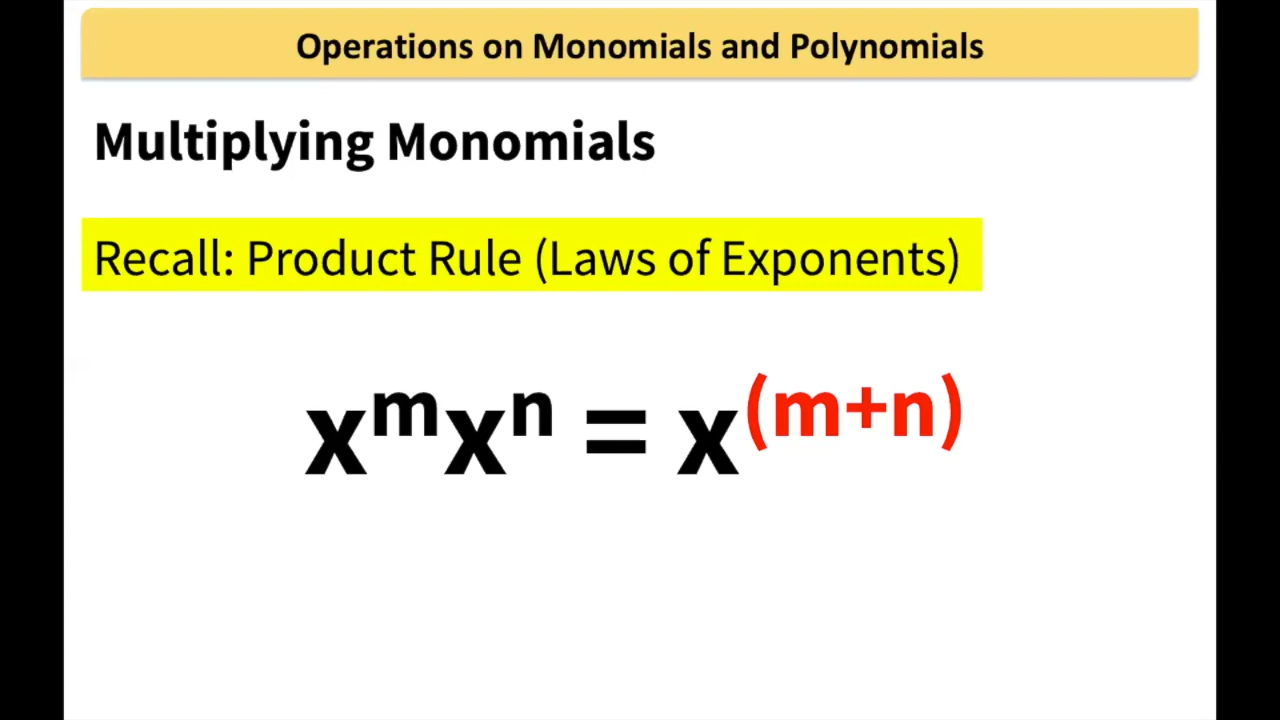 Operations on Monomials and Polynomials
Multiplying Monomials
Recall: Product Rule (Laws of Exponents)
xᵐxⁿ = x⁽ᵐ⁺ⁿ⁾